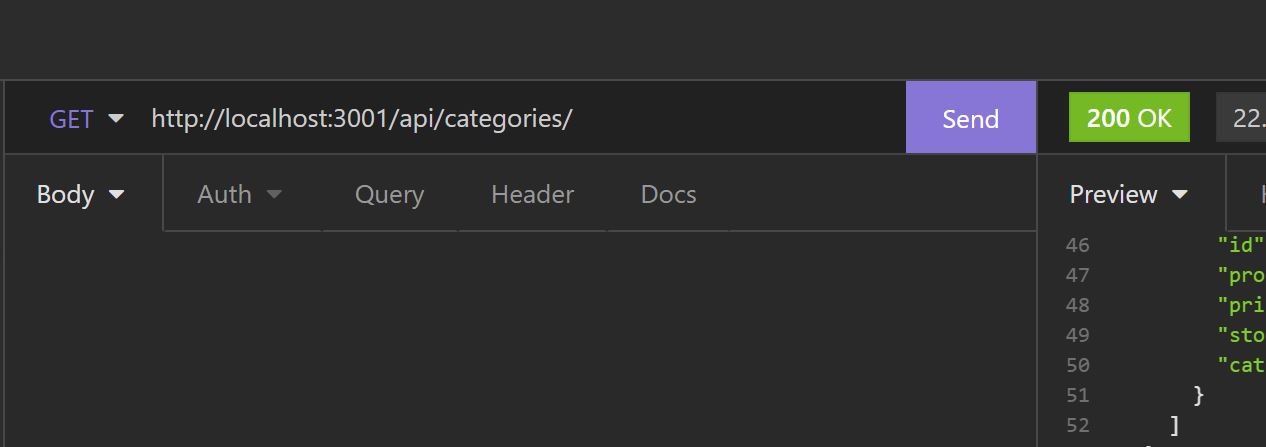 GET http://localhost:3001/api/categories/ Send 200 OK 22.
Body Auth Query Header Docs Preview
46 "id"
47 "pro
48 "pri
49 "sto
50 "cat
51 }
52 ]